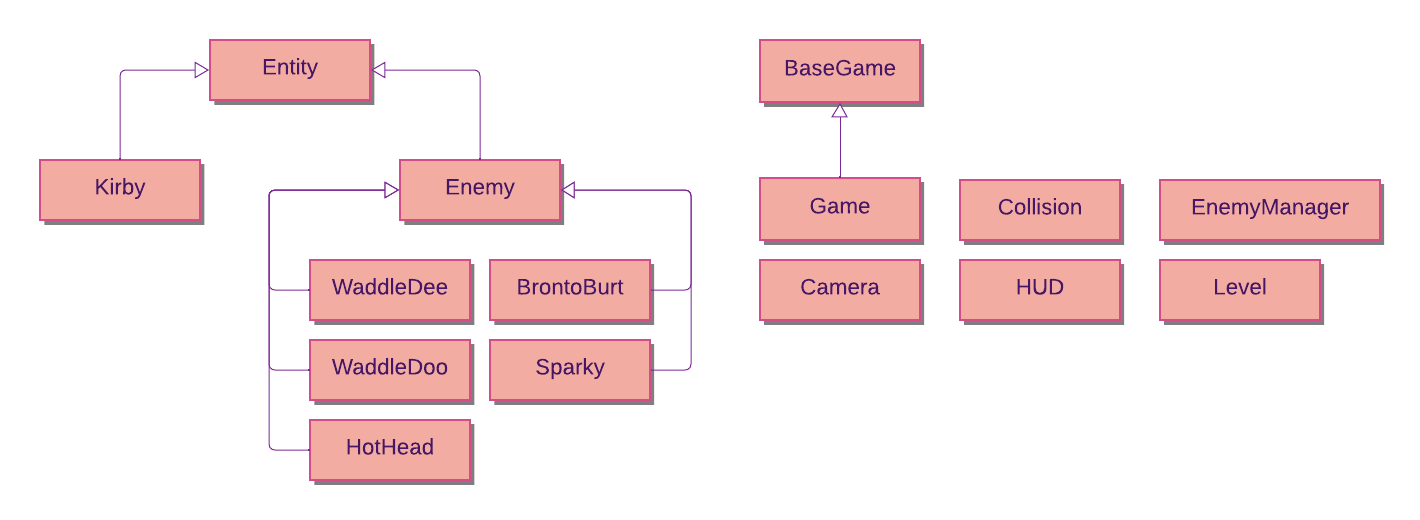 Entity
Kirby
Enemy
WaddleDee
BrontoBurt
WaddleDoo
Sparky
HotHead
BaseGame
Game
Collision
EnemyManager
Camera
HUD
Level